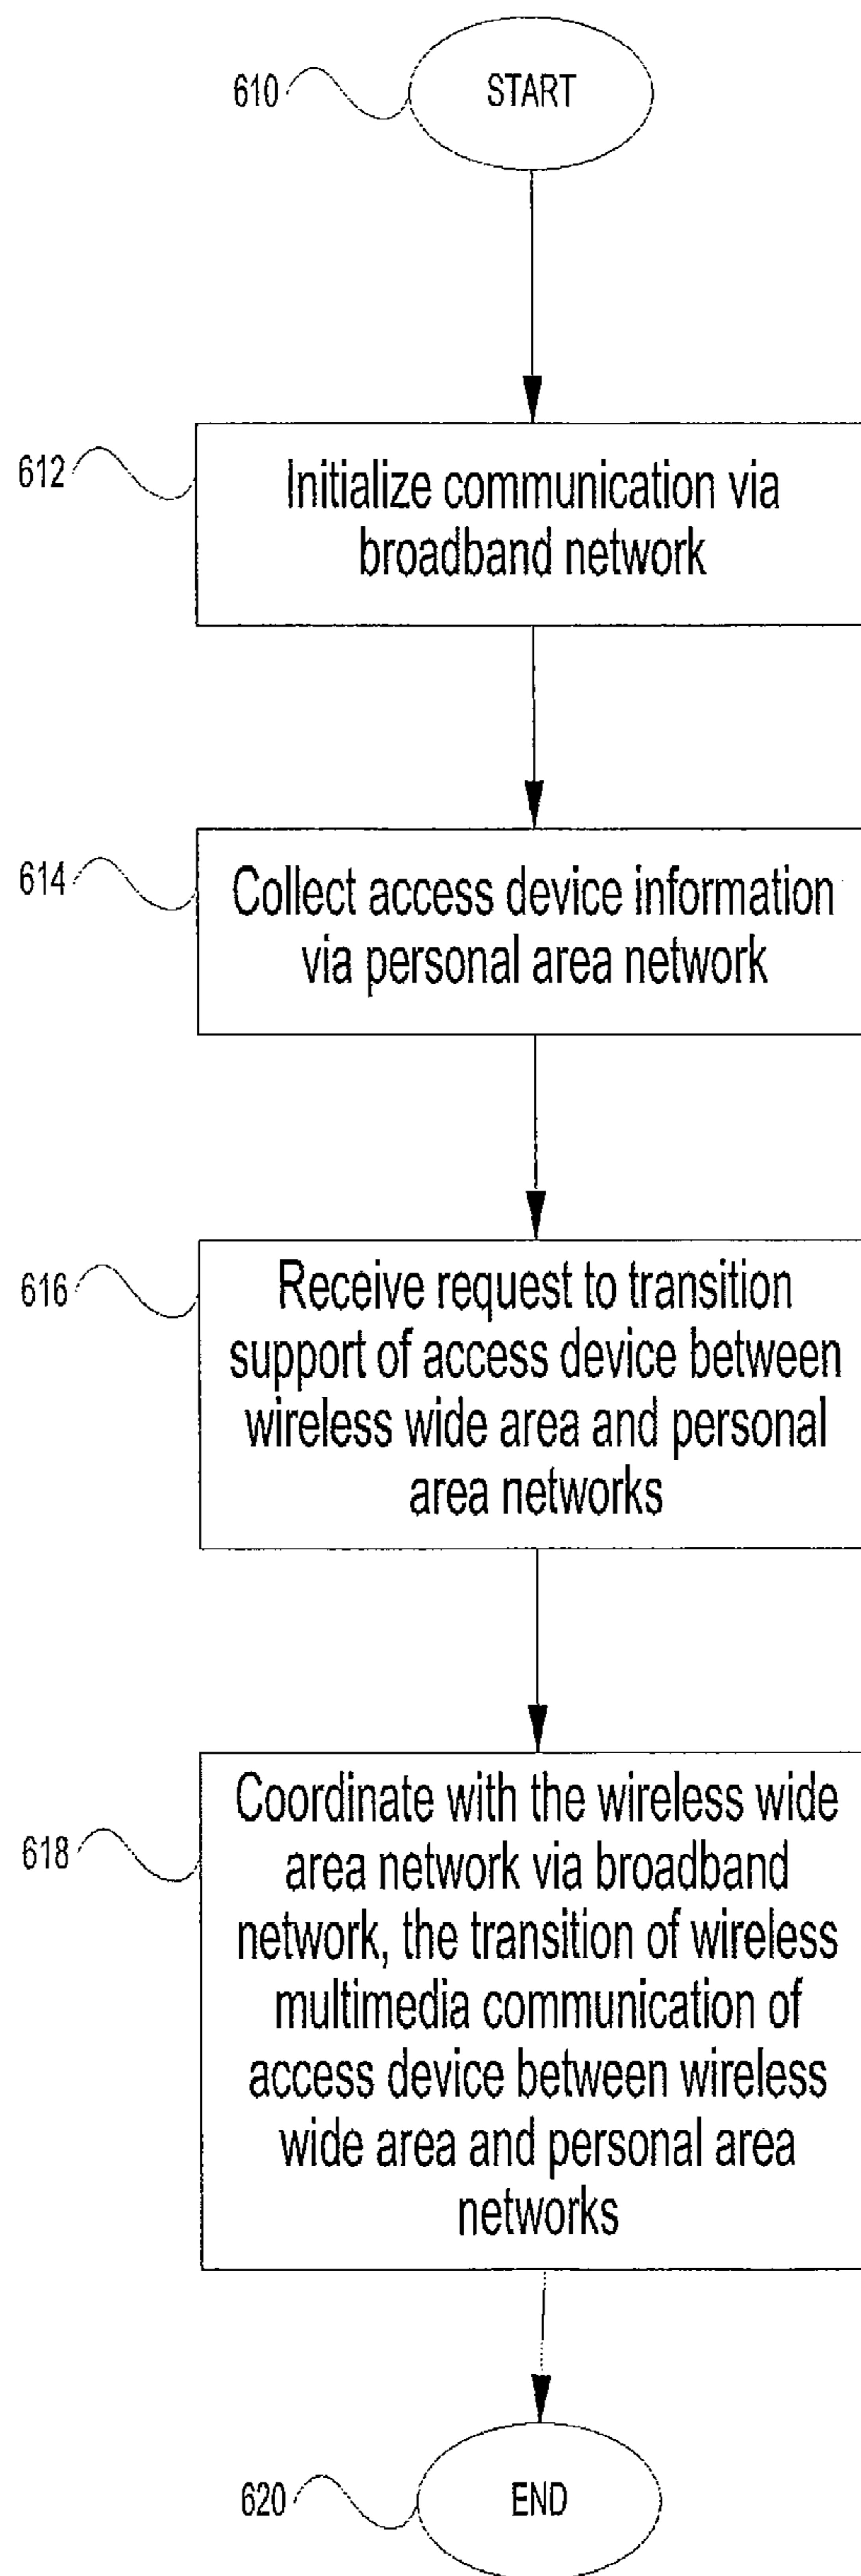 610
START
612
Initialize communication via
broadband network
614
Collect access device information
via personal area network
616
Receive request to transition
support of access device between
wireless wide area and personal
area networks
618
Coordinate with the wireless wide
area network via broadband
network, the transition of wireless
multimedia communication of
access device between wireless
wide area and personal area
networks
620
END